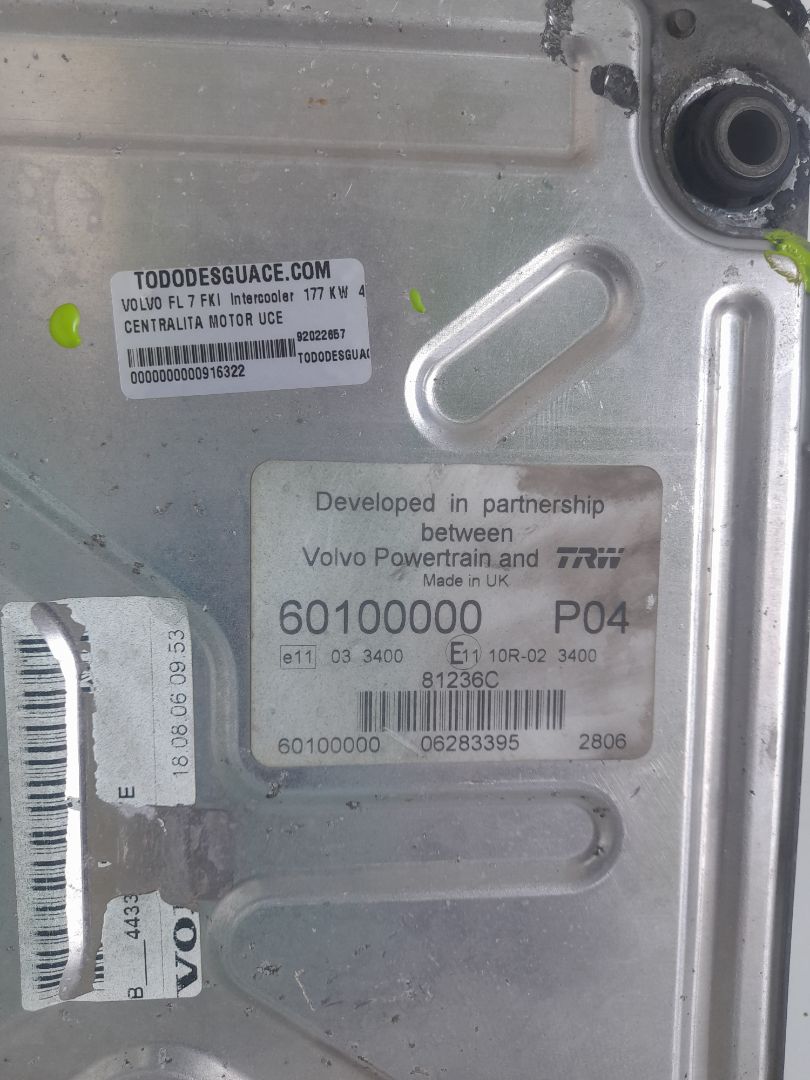 TODODESGUACE.COM
VOLVO FL 7 FKI Intercooler 177 KW 4
CENTRALITA MOTOR UCE
92022657
TODODESGUAC
0000000000916322
Developed in partnership
between
Volvo Powertrain and TRW
Made in UK
60100000 P04
e11 03 3400 E11 10R-02 3400
81236C
60100000 06283395 2806
18.08.06 09.53
E
B__4433
VO